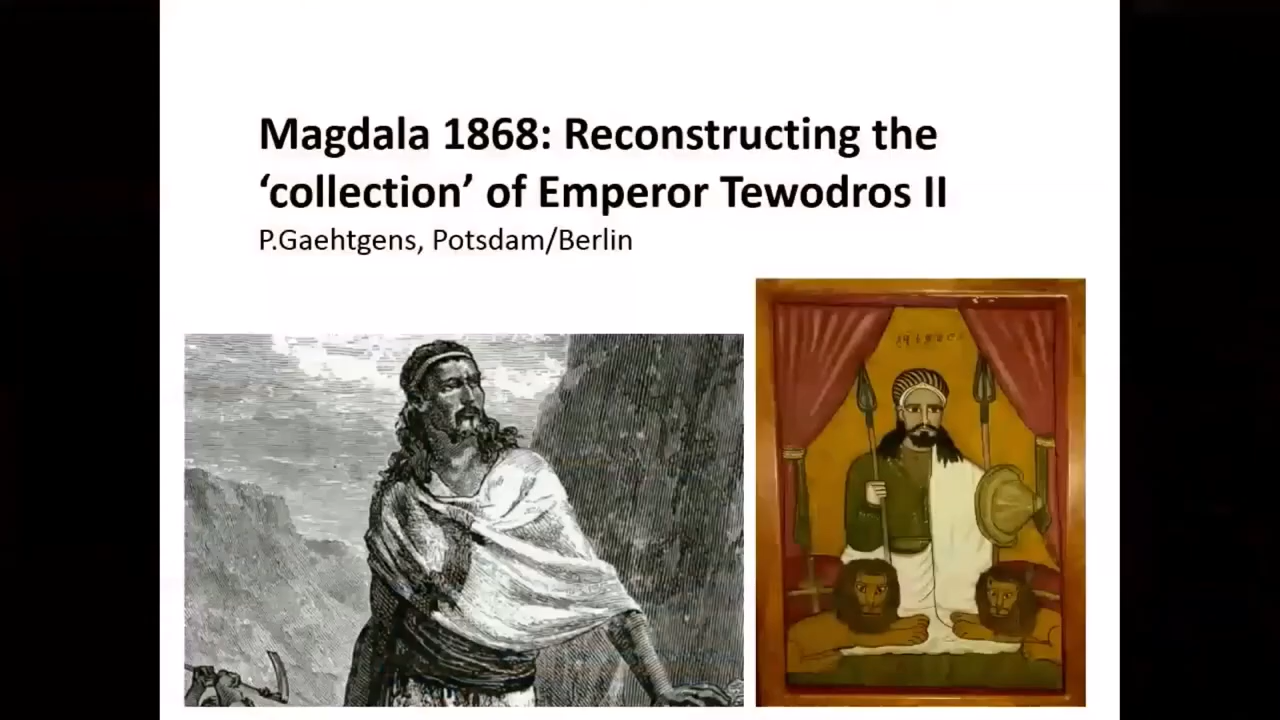 Magdala 1868: Reconstructing the
‘collection’ of Emperor Tewodros II
P.Gaehtgens, Potsdam/Berlin